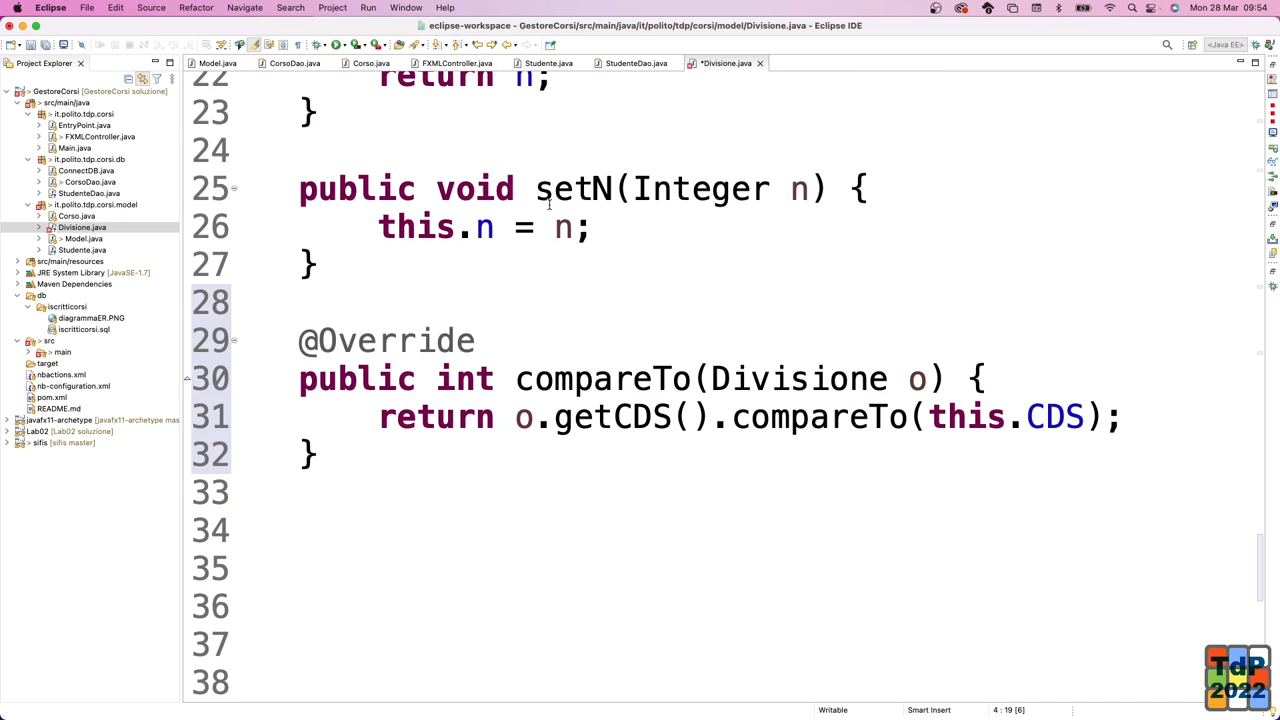 Eclipse File Edit Source Refactor Navigate Search Project Run Window Help Mon 28 Mar 09:54
eclipse-workspace - GestoreCorsi/src/main/java/it/polito/tdp/corsi/model/Divisione.java - Eclipse IDE
<Java EE>
Project Explorer
Model.java CorsoDao.java Corso.java FXMLController.java Studente.java StudenteDao.java *Divisione.java
GestoreCorsi [GestoreCorsi soluzione]
src/main/java
> it.polito.tdp.corsi
EntryPoint.java
> FXMLController.java
Main.java
> it.polito.tdp.corsi.db
ConnectDB.java
> CorsoDao.java
StudenteDao.java
> it.polito.tdp.corsi.model
Corso.java
Divisione.java
> Model.java
Studente.java
src/main/resources
JRE System Library [JavaSE-1.7]
Maven Dependencies
db
iscritticorsi
diagrammaER.PNG
iscritticorsi.sql
> src
> main
target
nbactions.xml
nb-configuration.xml
pom.xml
README.md
> javafx11-archetype [javafx11-archetype mas
> Lab02 [Lab02 soluzione]
> sifis [sifis master]
22 return n;
23 }
24
25 public void setN(Integer n) {
26 this.n = n;
27 }
28
29 @Override
30 public int compareTo(Divisione o) {
31 return o.getCDS().compareTo(this.CDS);
32 }
33
34
35
36
37
38
TdP
2022
Writable Smart Insert 4 : 19 [6]